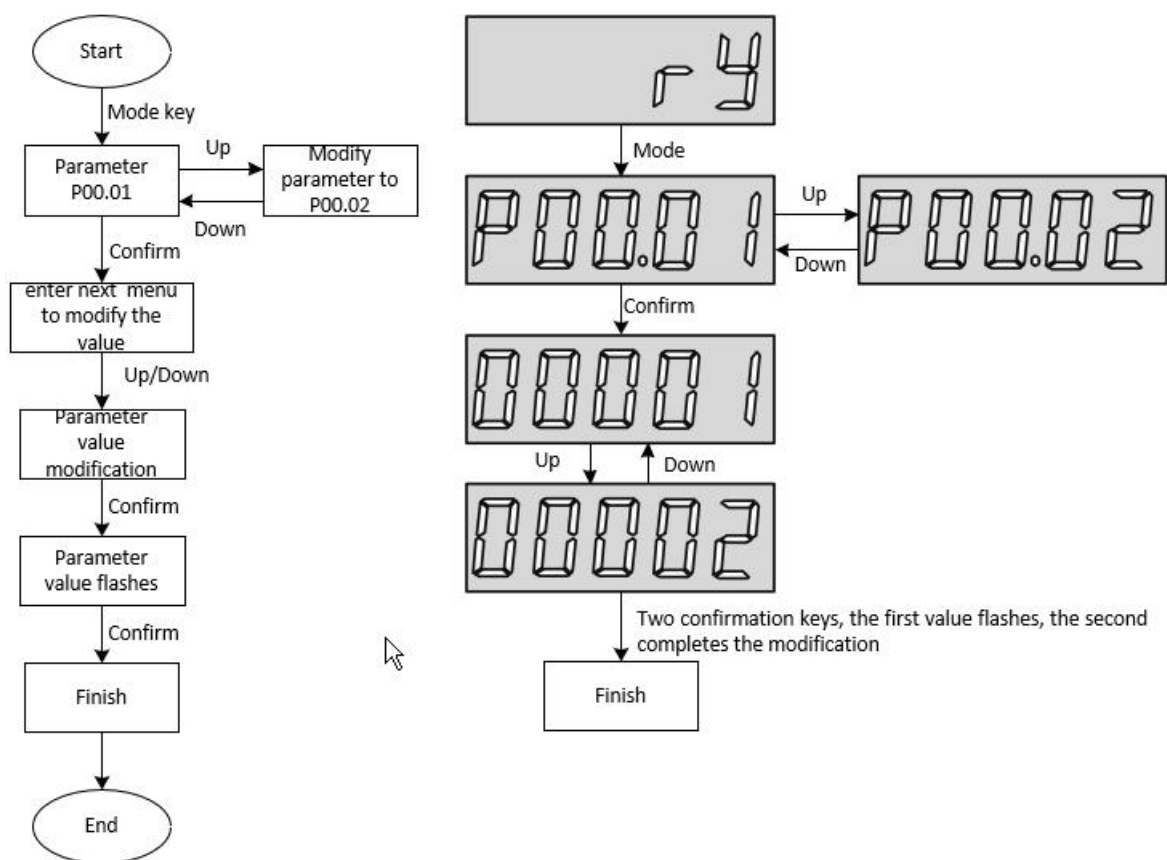 Start
Mode key
Parameter
P00.01
Up
Down
Modify
parameter to
P00.02
Confirm
enter next menu
to modify the
value
Up/Down
Parameter
value
modification
Confirm
Parameter
value flashes
Confirm
Finish
End
ry
Mode
P00.01
Up
Down
P00.02
Confirm
00001
Up
Down
00002
Two confirmation keys, the first value flashes, the second
completes the modification
Finish